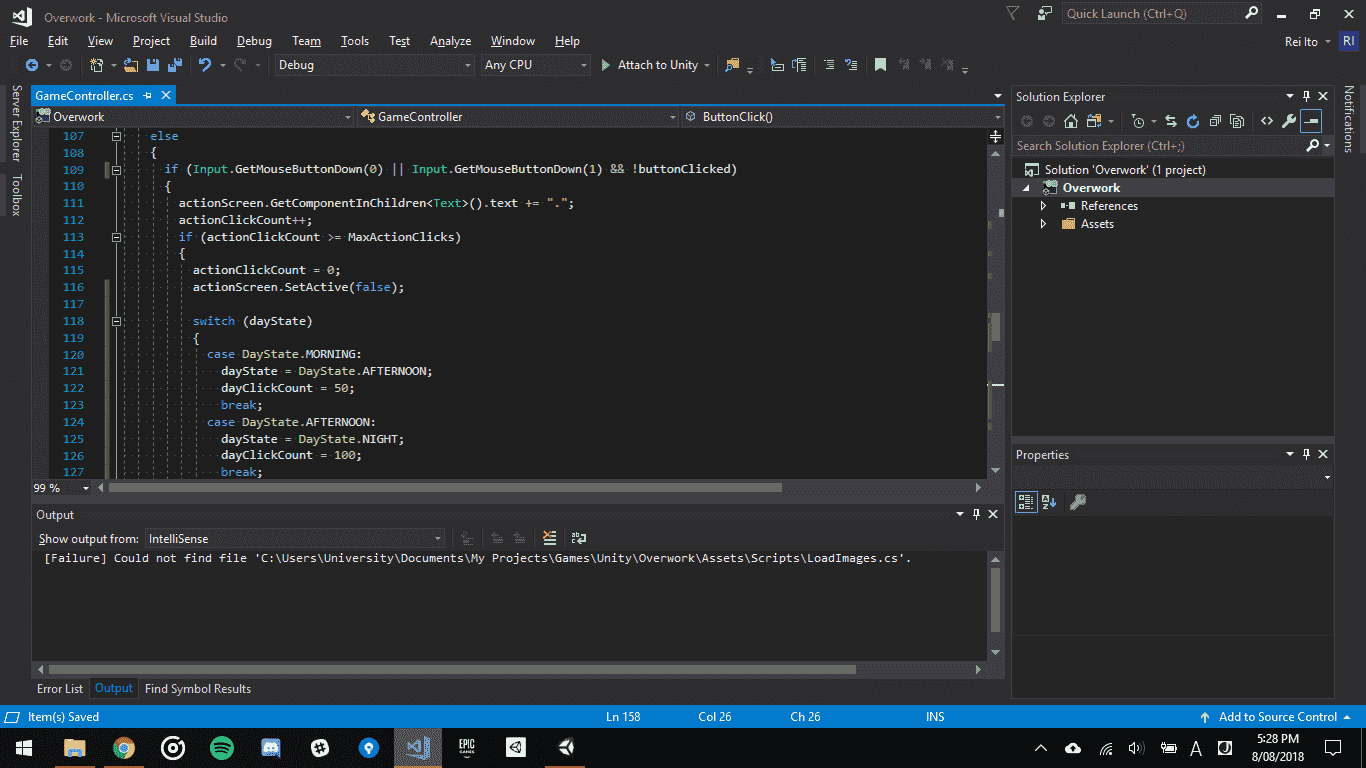 Overwork - Microsoft Visual Studio
Quick Launch (Ctrl+Q)
File Edit View Project Build Debug Team Tools Test Analyze Window Help
Rei Ito RI
Debug Any CPU Attach to Unity
Server Explorer
Toolbox
GameController.cs
Overwork GameController ButtonClick()
107 else
108 {
109 if (Input.GetMouseButtonDown(0) || Input.GetMouseButtonDown(1) && !buttonClicked)
110 {
111 actionScreen.GetComponentInChildren<Text>().text += ".";
112 actionClickCount++;
113 if (actionClickCount >= MaxActionClicks)
114 {
115 actionClickCount = 0;
116 actionScreen.SetActive(false);
117
118 switch (dayState)
119 {
120 case DayState.MORNING:
121 dayState = DayState.AFTERNOON;
122 dayClickCount = 50;
123 break;
124 case DayState.AFTERNOON:
125 dayState = DayState.NIGHT;
126 dayClickCount = 100;
127 break;
99 %
Output
Show output from: IntelliSense
[Failure] Could not find file 'C:\Users\University\Documents\My Projects\Games\Unity\Overwork\Assets\Scripts\LoadImages.cs'.
Error List Output Find Symbol Results
Solution Explorer
Search Solution Explorer (Ctrl+;)
Solution 'Overwork' (1 project)
Overwork
References
Assets
Properties
Notifications
Item(s) Saved Ln 158 Col 26 Ch 26 INS Add to Source Control
EPIC GAMES
A J
5:28 PM
8/08/2018